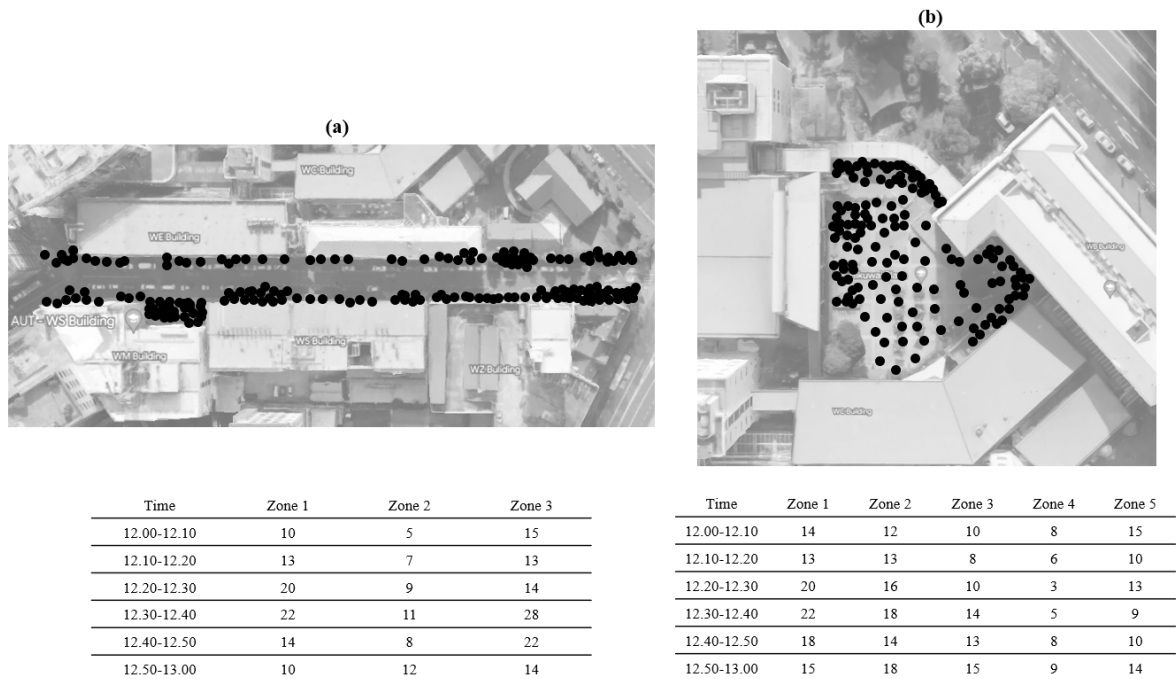 (a)
WC Building
WE Building
AUT - WS Building
WM Building
WS Building
WZ Building
Time Zone 1 Zone 2 Zone 3
12.00-12.10 10 5 15
12.10-12.20 13 7 13
12.20-12.30 20 9 14
12.30-12.40 22 11 28
12.40-12.50 14 8 22
12.50-13.00 10 12 14
(b)
WB Building
WC Building
Time Zone 1 Zone 2 Zone 3 Zone 4 Zone 5
12.00-12.10 14 12 10 8 15
12.10-12.20 13 13 8 6 10
12.20-12.30 20 16 10 3 13
12.30-12.40 22 18 14 5 9
12.40-12.50 18 14 13 8 10
12.50-13.00 15 18 15 9 14